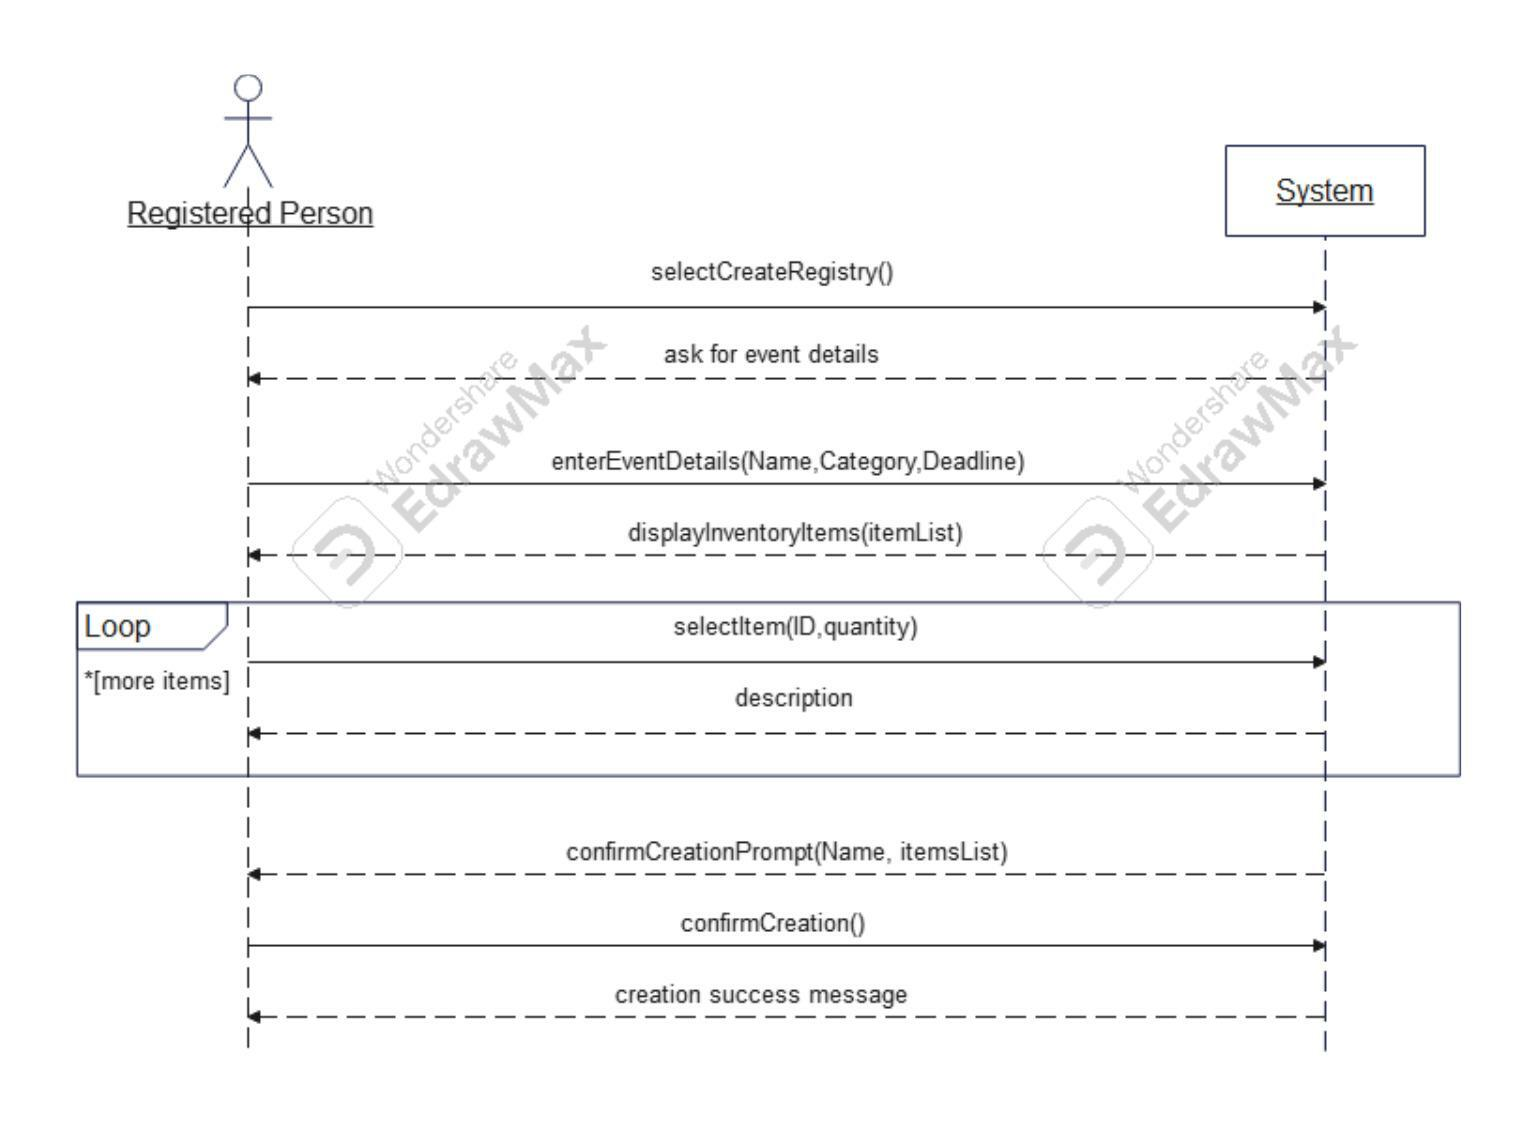 Registered Person
System
selectCreateRegistry()
ask for event details
Wondershare
EdrawMax
Wondershare
EdrawMax
enterEventDetails(Name,Category,Deadline)
displayInventoryItems(itemList)
Loop
selectItem(ID,quantity)
*[more items]
description
confirmCreationPrompt(Name, itemsList)
confirmCreation()
creation success message